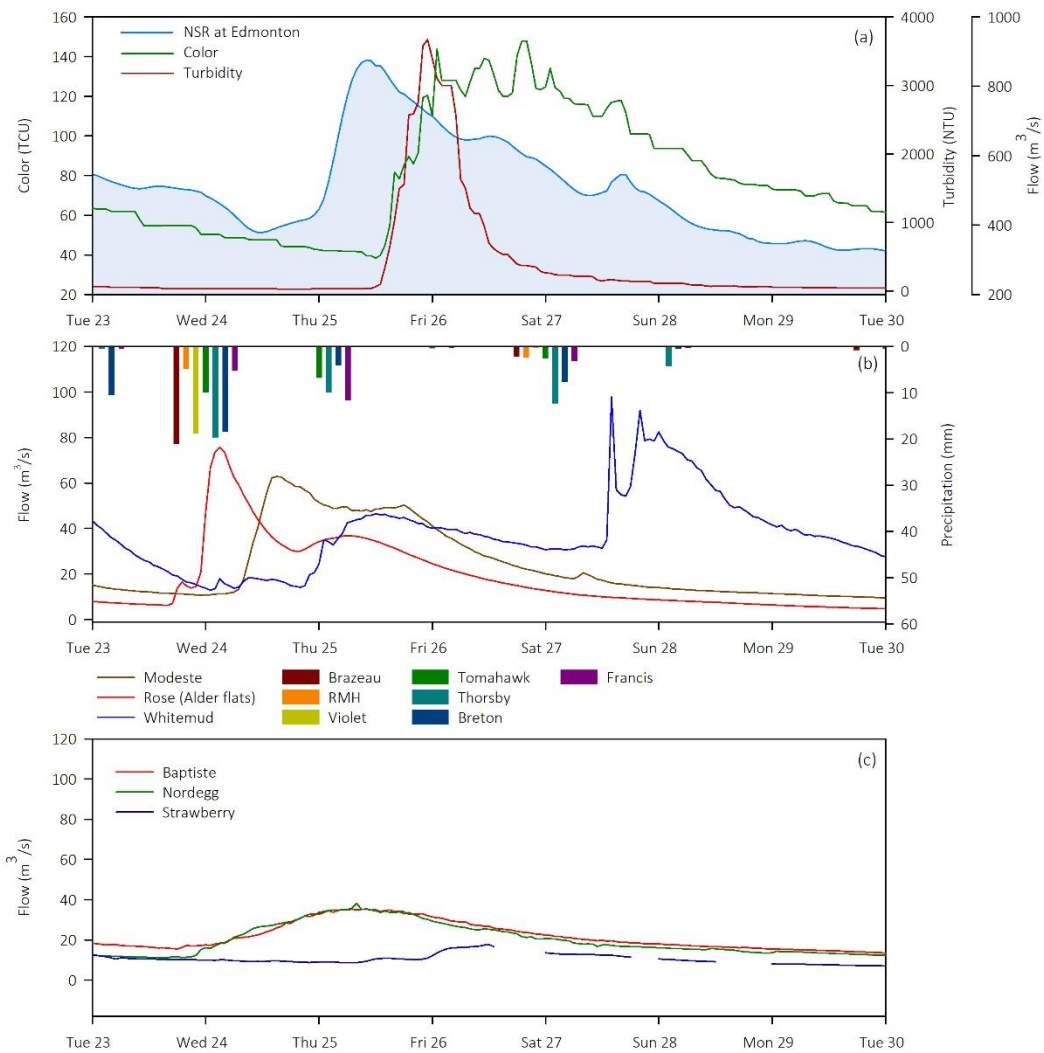 160
140
120
100
80
60
40
20
Color (TCU)
NSR at Edmonton
Color
Turbidity
(a)
4000
3000
2000
1000
0
Turbidity (NTU)
1000
800
600
400
200
Flow (m³/s)
Tue 23 Wed 24 Thu 25 Fri 26 Sat 27 Sun 28 Mon 29 Tue 30
120
100
80
60
40
20
0
Flow (m³/s)
(b)
0
10
20
30
40
50
60
Precipitation (mm)
Tue 23 Wed 24 Thu 25 Fri 26 Sat 27 Sun 28 Mon 29 Tue 30
Modeste Brazeau Tomahawk Francis
Rose (Alder flats) RMH Thorsby
Whitemud Violet Breton
120
100
80
60
40
20
0
Flow (m³/s)
Baptiste
Nordegg
Strawberry
(c)
Tue 23 Wed 24 Thu 25 Fri 26 Sat 27 Sun 28 Mon 29 Tue 30